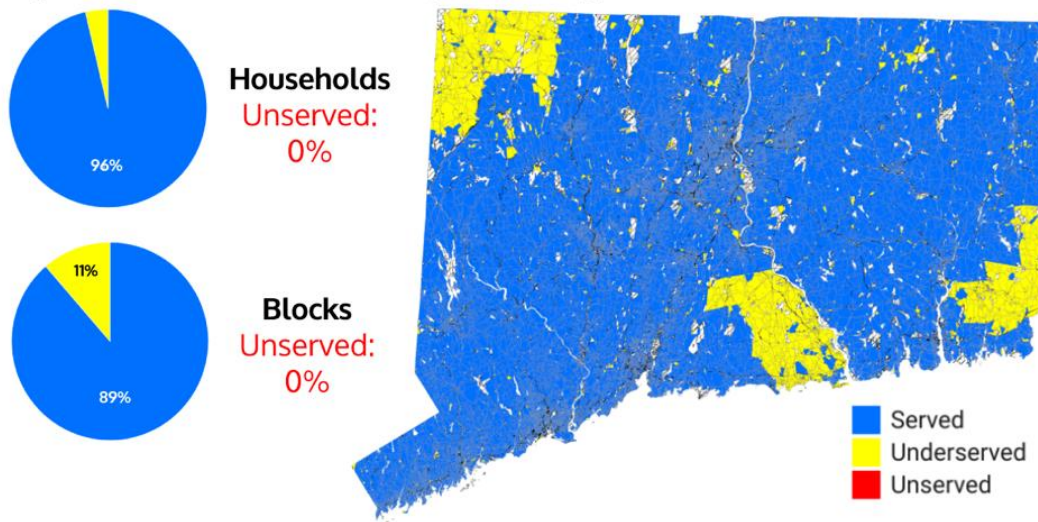 Households
Unserved:
0%
96%
11%
Blocks
Unserved:
0%
89%
Served
Underserved
Unserved